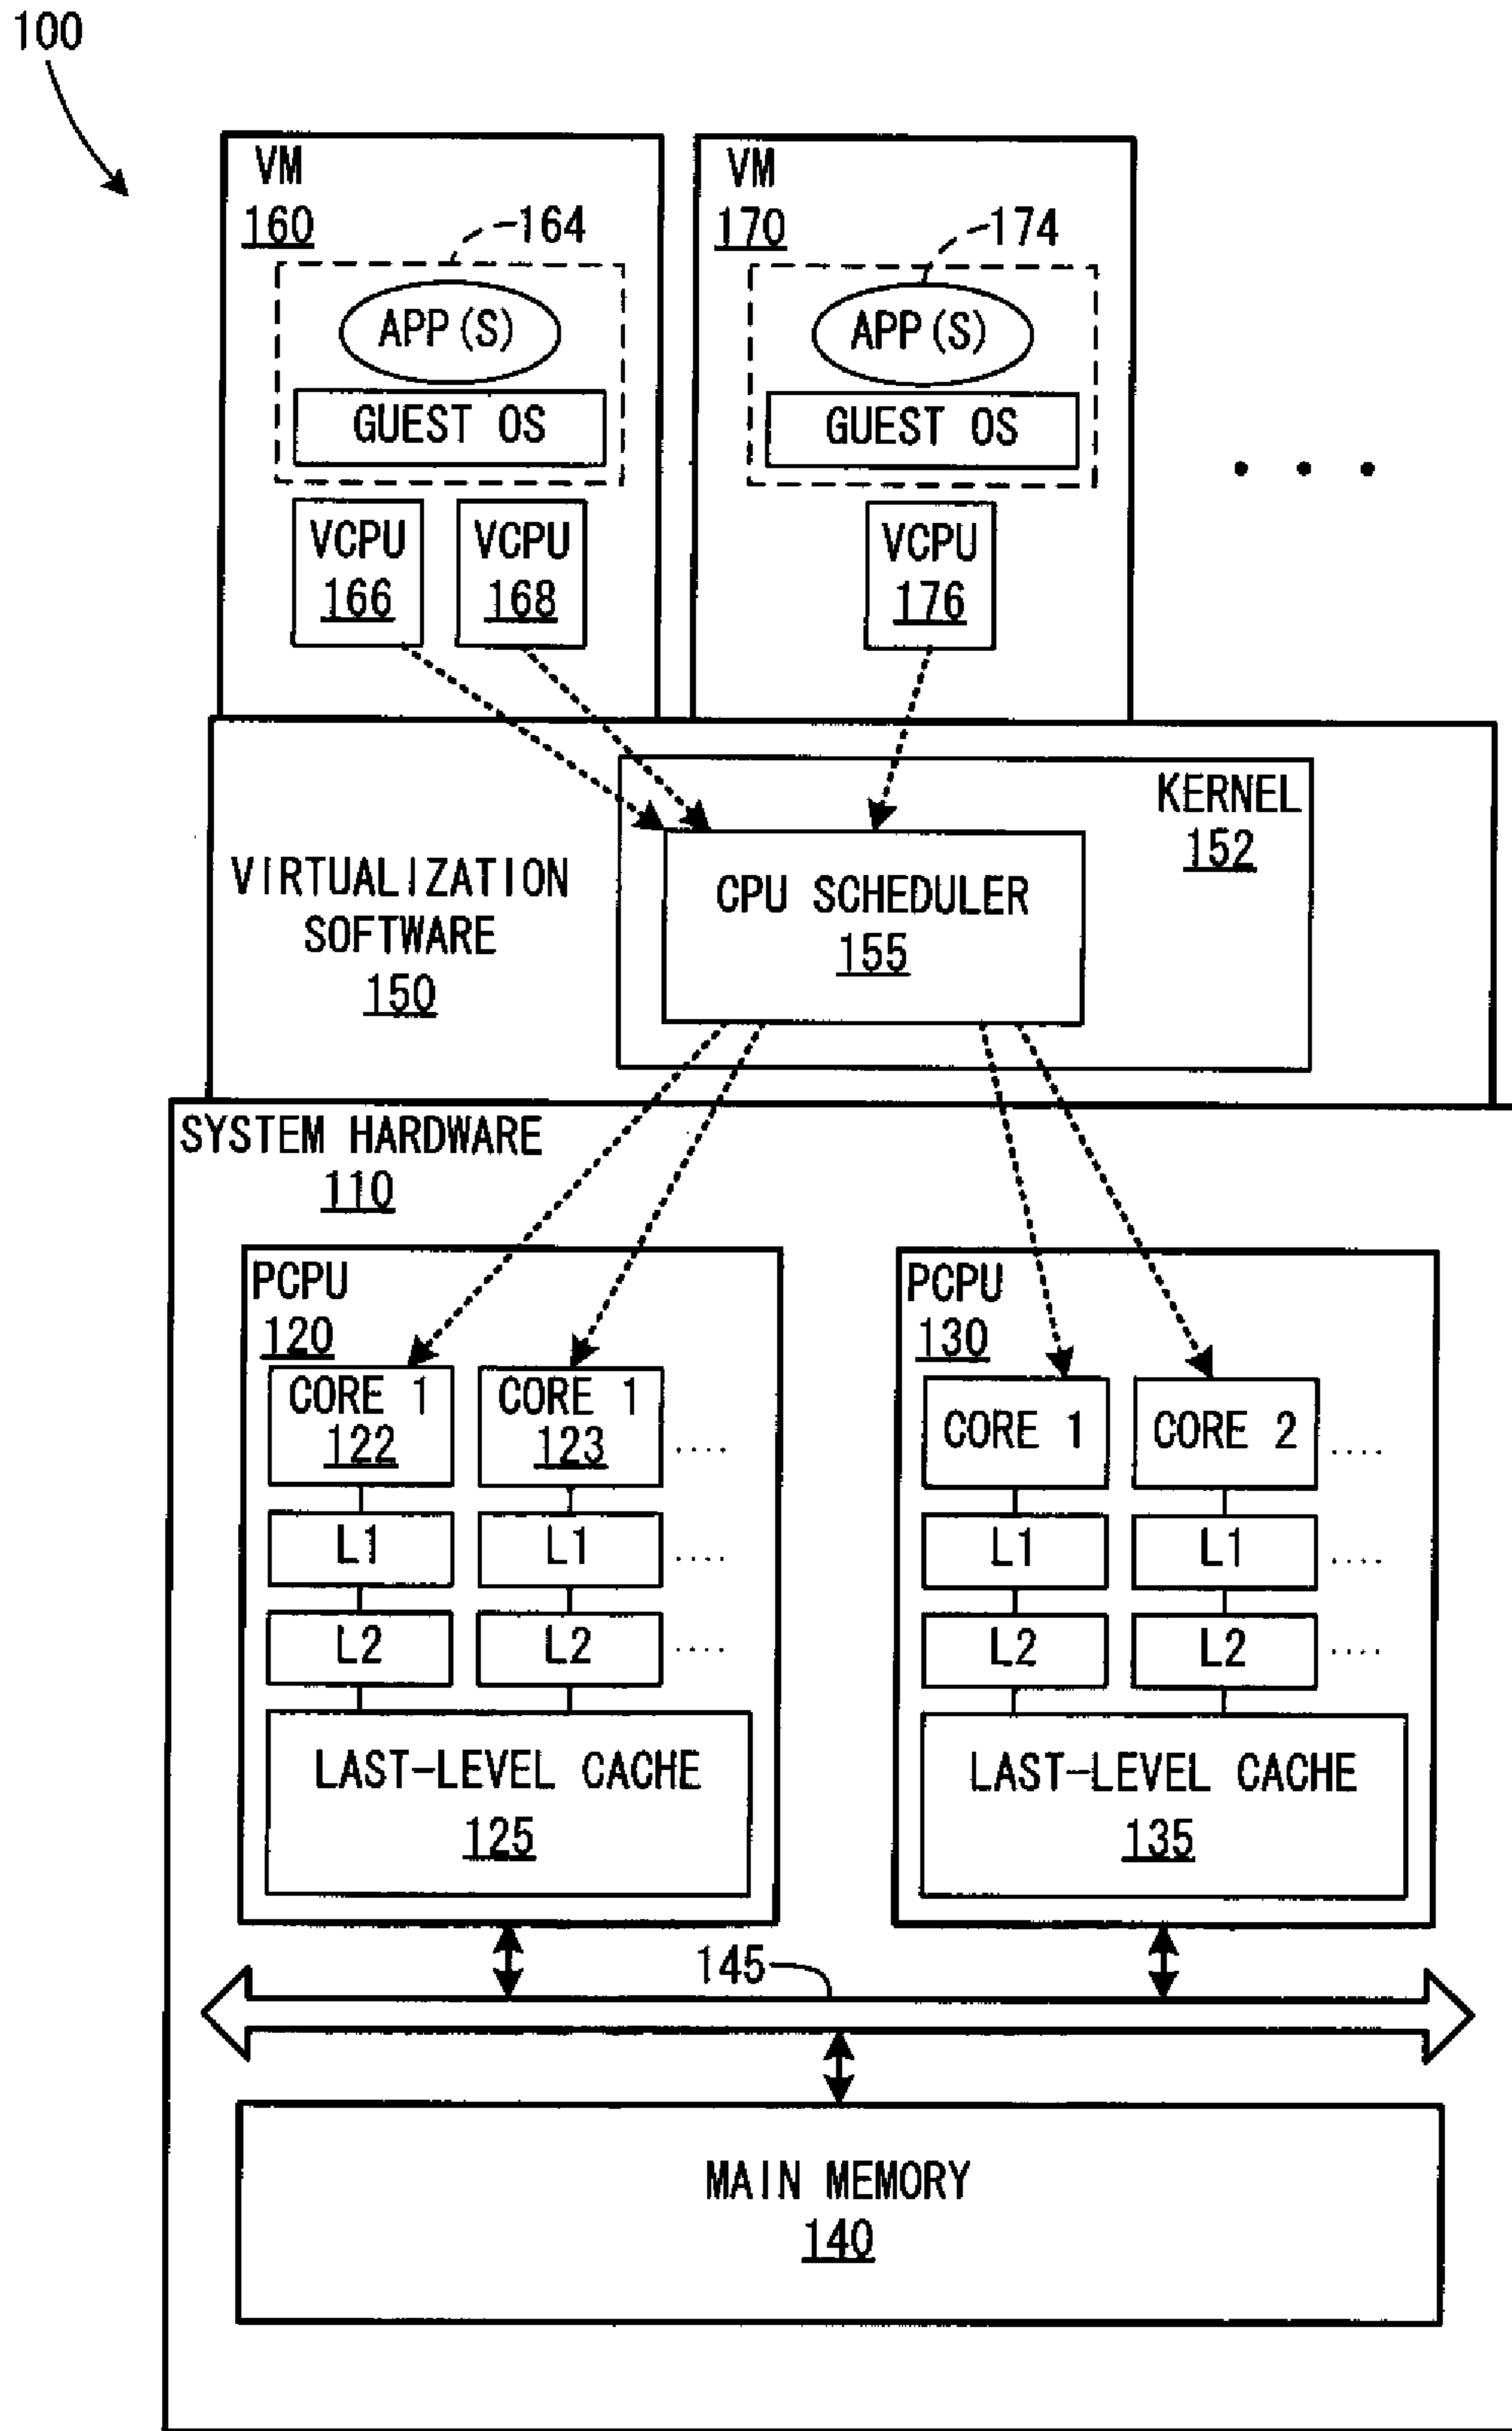 100
VM
160
164
APP(S)
GUEST OS
VCPU
166
VCPU
168
VM
170
174
APP(S)
GUEST OS
VCPU
176
. . .
KERNEL
152
VIRTUALIZATION
SOFTWARE
150
CPU SCHEDULER
155
SYSTEM HARDWARE
110
PCPU
120
CORE 1
122
CORE 1
123
....
L1
L1
....
L2
L2
....
LAST-LEVEL CACHE
125
PCPU
130
CORE 1
CORE 2
....
L1
L1
....
L2
L2
....
LAST-LEVEL CACHE
135
145
MAIN MEMORY
140